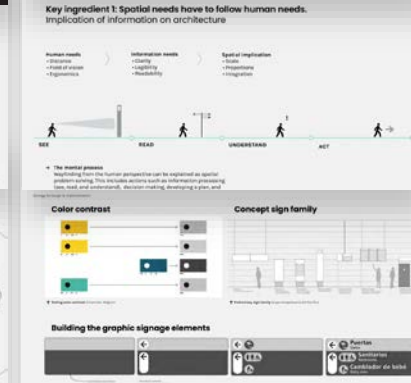 Key ingredient 1: Spatial needs have to follow human needs.
Implication of information on architecture
Human needs
• Distance
• Field of vision
• Ergonomics
Information needs
• Clarity
• Legibility
• Readability
Spatial implication
• Scale
• Proportions
• Integration
SEE
READ
UNDERSTAND
ACT
The mental process
Wayfinding from the human perspective can be explained as spatial
problem solving. This includes actions such as information processing
(see, read, and understand), decision making, developing a plan, and
Color contrast
Concept sign family
Building the graphic signage elements
Puertas
Sanitarios
Cambiador de bebé